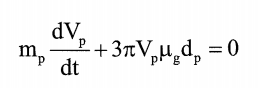 m_p dV_p/dt + 3πV_pμ_gd_p = 0